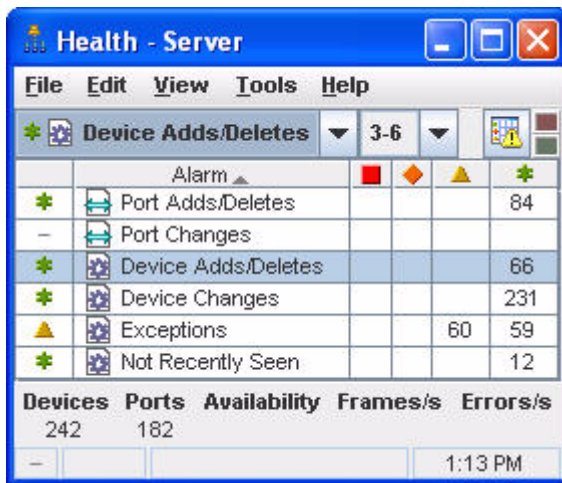 Health - Server
File Edit View Tools Help
Device Adds/Deletes 3-6
Alarm
Port Adds/Deletes 84
Port Changes
Device Adds/Deletes 66
Device Changes 231
Exceptions 60 59
Not Recently Seen 12
Devices Ports Availability Frames/s Errors/s
242 182
1:13 PM